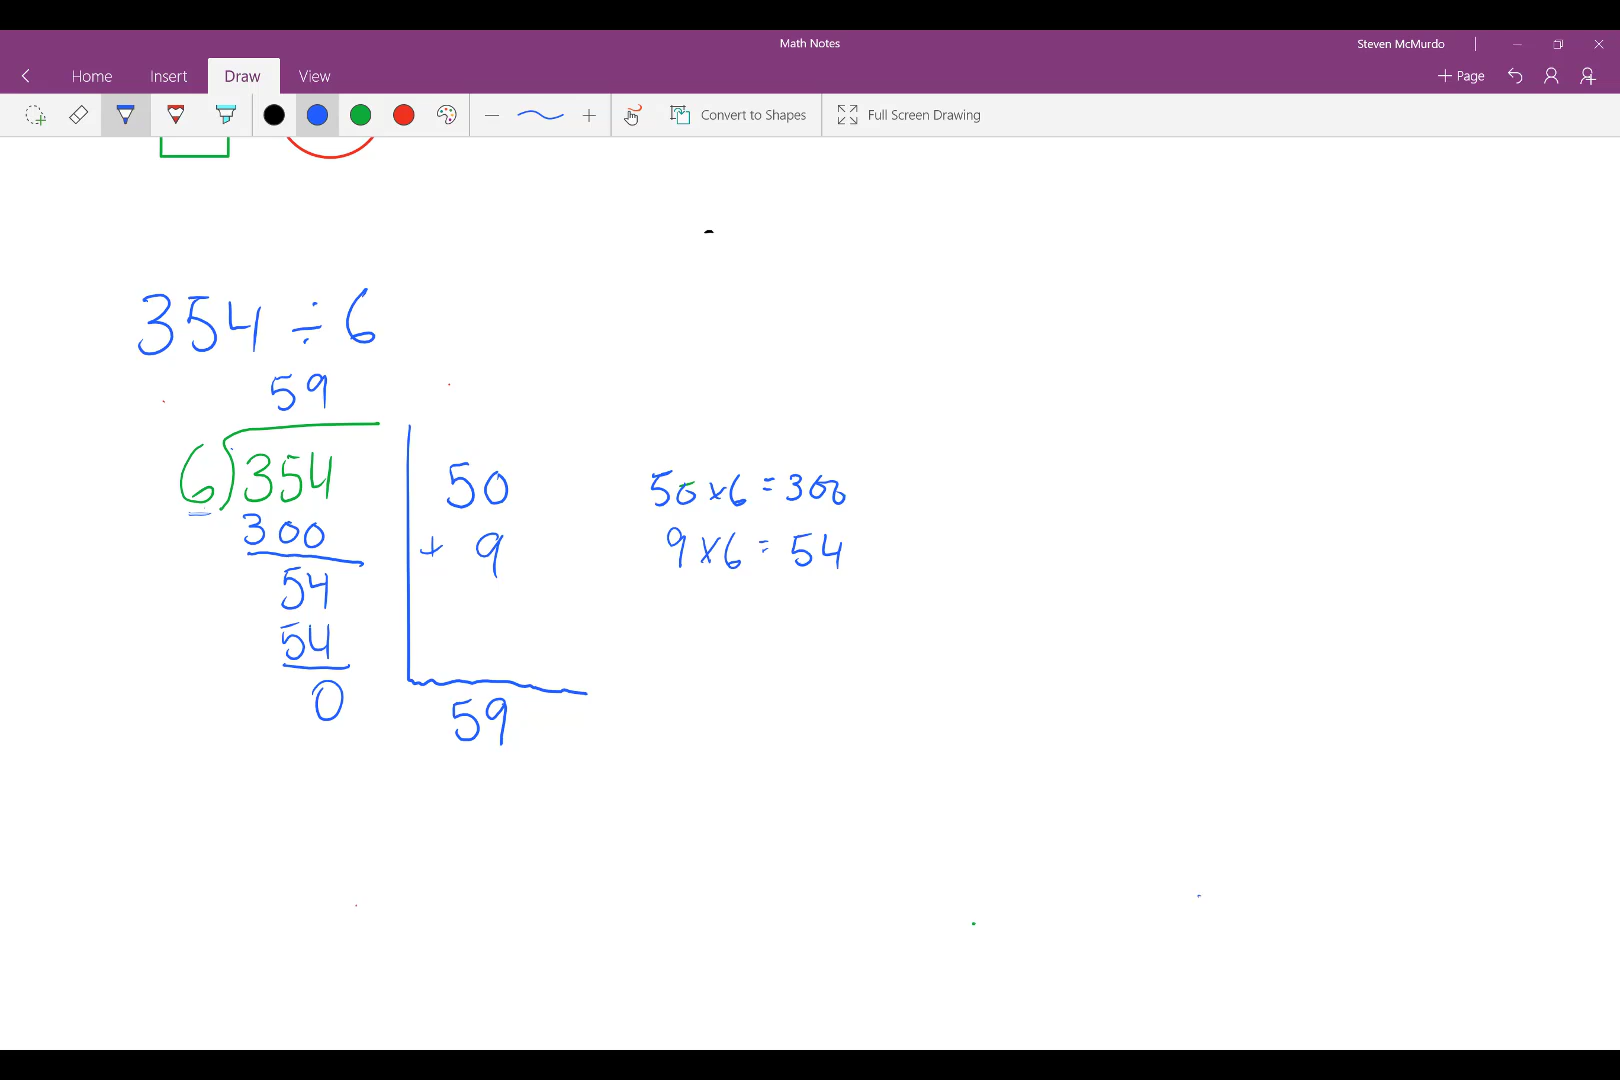 Math Notes
Steven McMurdo
Home Insert Draw View
Page
Convert to Shapes
Full Screen Drawing
354 ÷ 6
59
6)354
300
54
54
0
50
+ 9
59
50 x 6 = 300
9 x 6 = 54